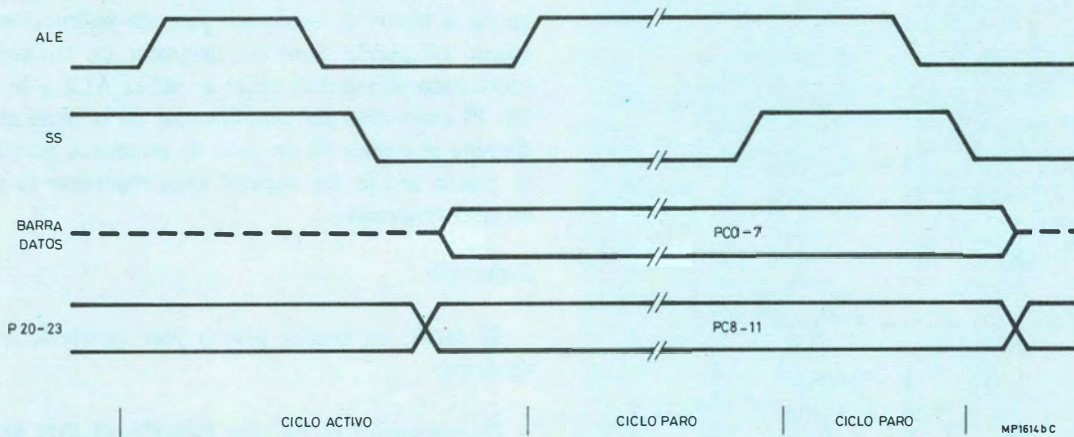 ALE
SS
BARRA
DATOS
PC0-7
P 20-23
PC8-11
CICLO ACTIVO
CICLO PARO
CICLO PARO
MP1614bC